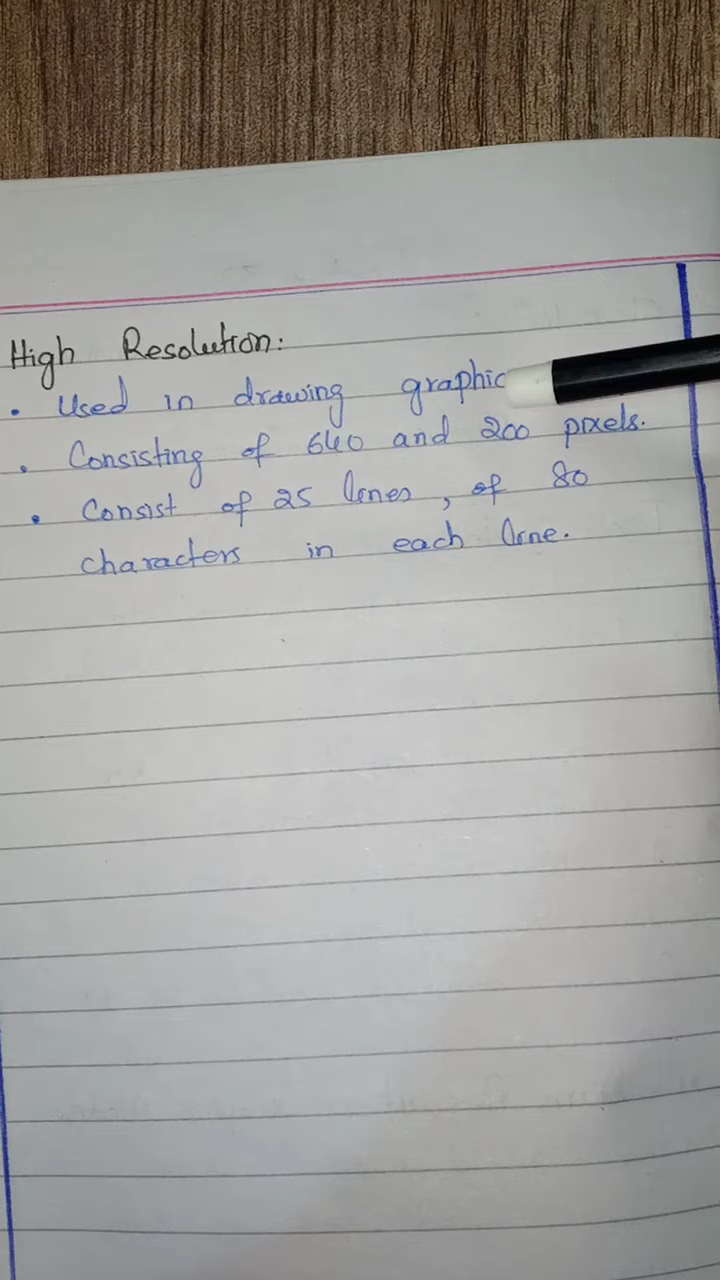 High Resolution:
• Used in drawing graphic
• Consisting of 640 and 200 pixels.
• Consist of 25 lines, of 80
characters in each line.